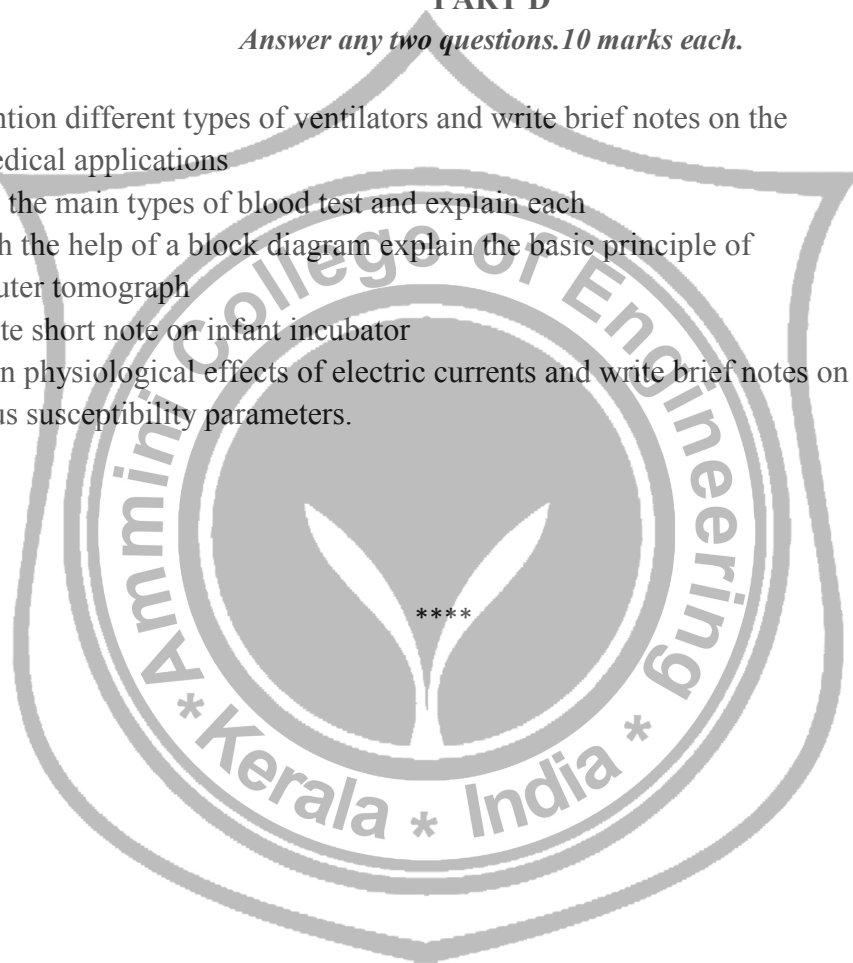 PART D
Answer any two questions.10 marks each.
ntion different types of ventilators and write brief notes on the
edical applications
the main types of blood test and explain each
h the help of a block diagram explain the basic principle of
uter tomograph
te short note on infant incubator
n physiological effects of electric currents and write brief notes on
us susceptibility parameters.
Ammini College of Engineering
****
* Kerala * India *